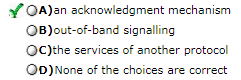 A)an acknowledgment mechanism
B)out-of-band signalling
C)the services of another protocol
D)None of the choices are correct